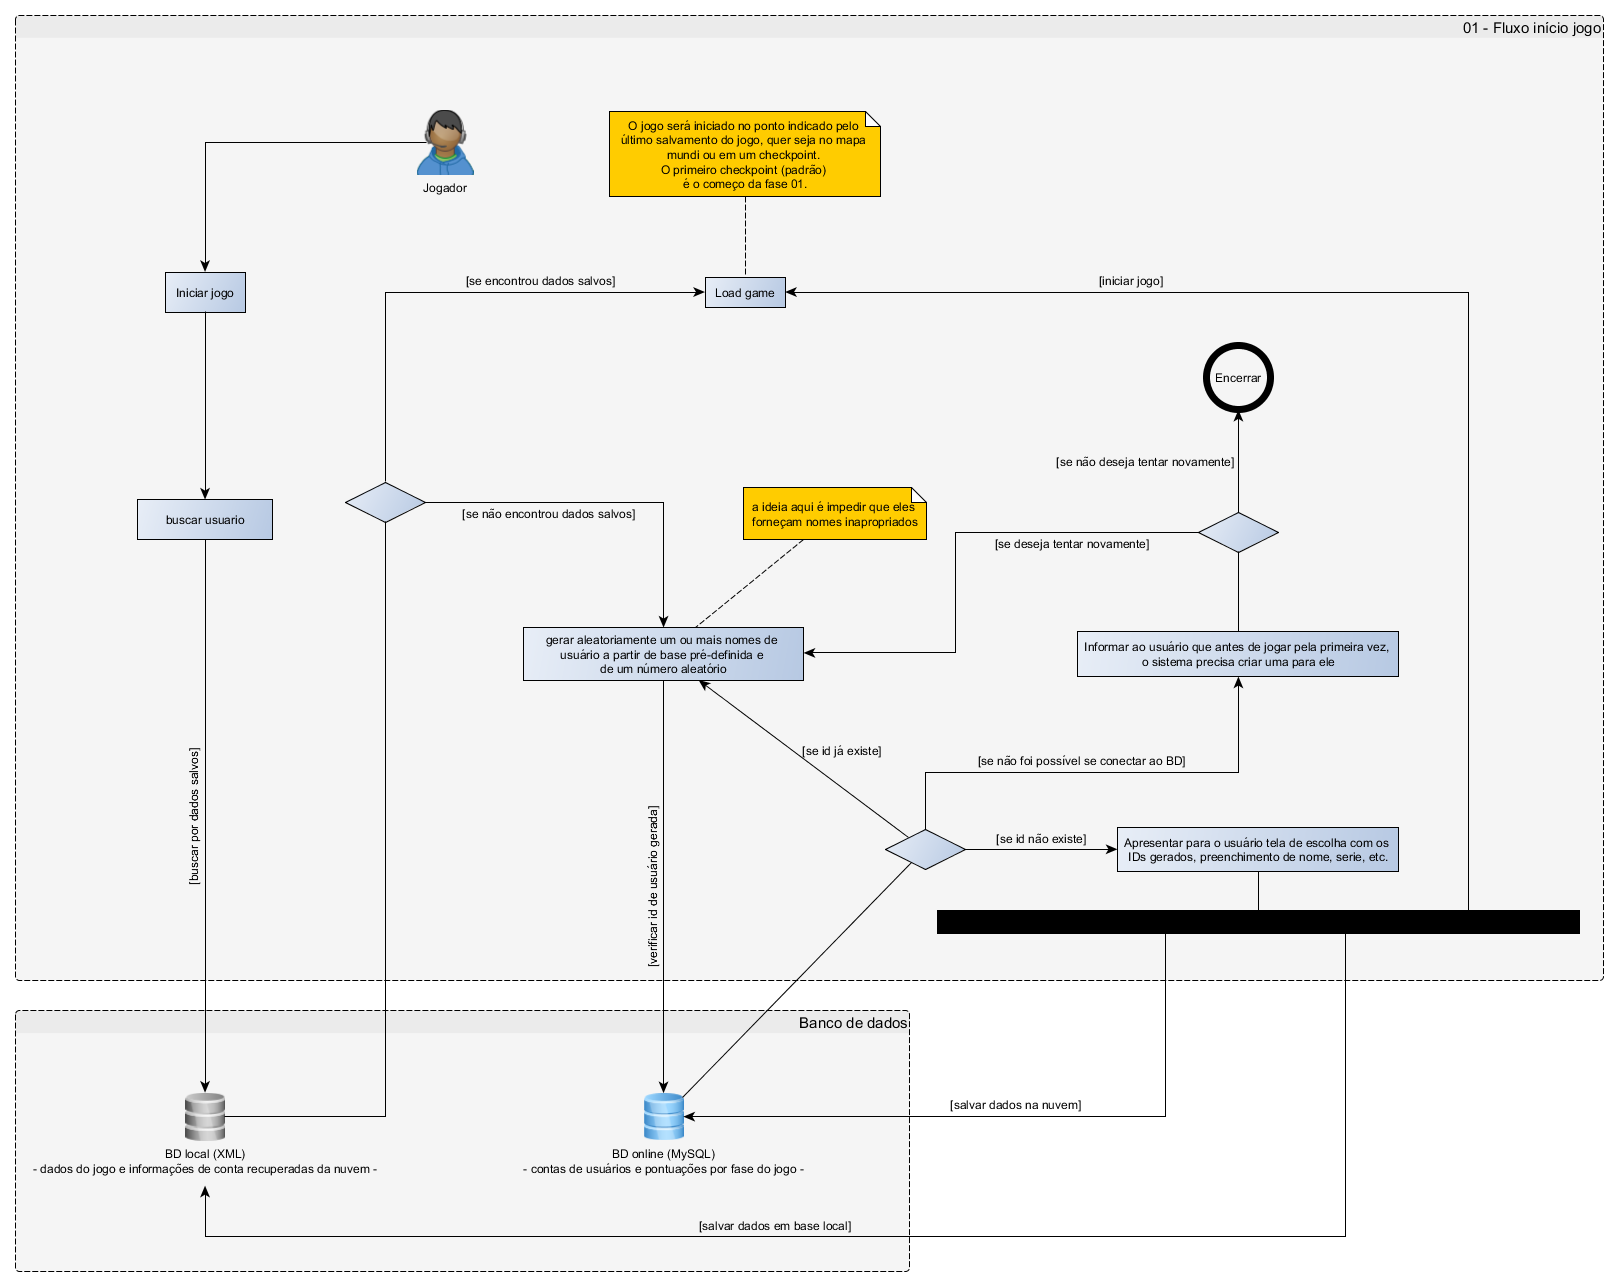 01 - Fluxo início jogo
Jogador
O jogo será iniciado no ponto indicado pelo
último salvamento do jogo, quer seja no mapa
mundi ou em um checkpoint.
O primeiro checkpoint (padrão)
é o começo da fase 01.
Iniciar jogo
[se encontrou dados salvos]
Load game
[iniciar jogo]
Encerrar
[se não deseja tentar novamente]
buscar usuario
[se não encontrou dados salvos]
a ideia aqui é impedir que eles
forneçam nomes inapropriados
[se deseja tentar novamente]
gerar aleatoriamente um ou mais nomes de
usuário a partir de base pré-definida e
de um número aleatório
Informar ao usuário que antes de jogar pela primeira vez,
o sistema precisa criar uma para ele
[se id já existe]
[se não foi possível se conectar ao BD]
[buscar por dados salvos]
[verificar id de usuário gerada]
[se id não existe]
Apresentar para o usuário tela de escolha com os
IDs gerados, preenchimento de nome, serie, etc.
Banco de dados
[salvar dados na nuvem]
BD local (XML)
- dados do jogo e informações de conta recuperadas da nuvem -
BD online (MySQL)
- contas de usuários e pontuações por fase do jogo -
[salvar dados em base local]